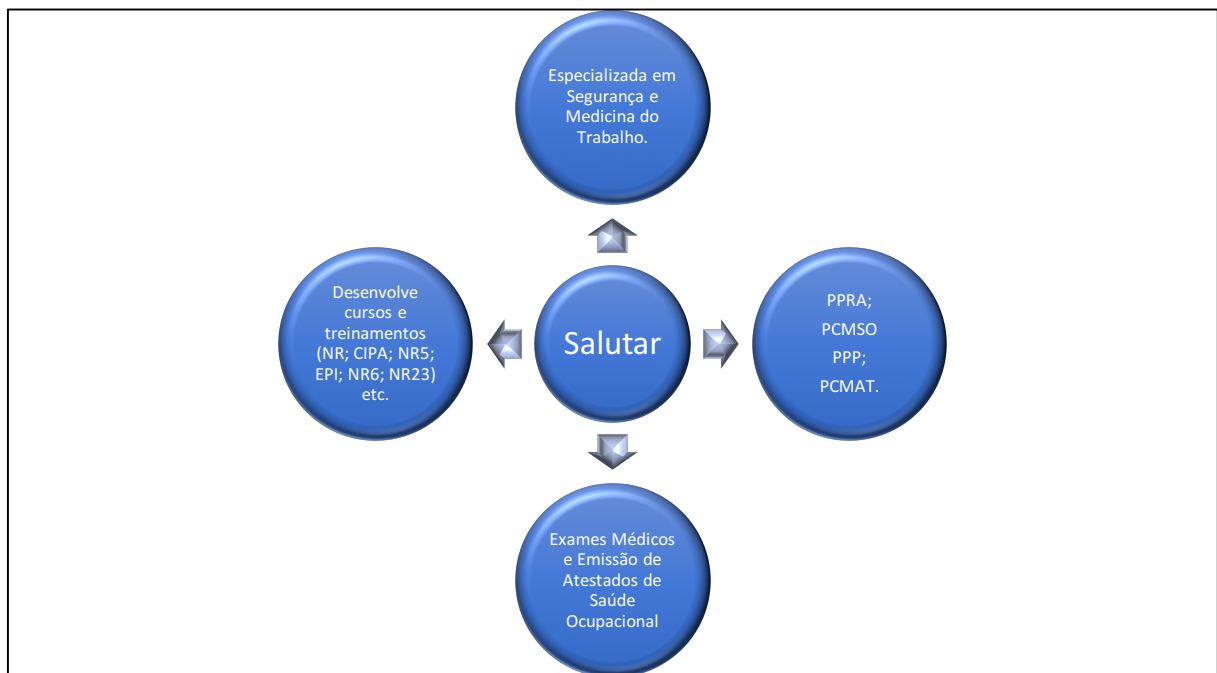 Especializada em
Segurança e
Medicina do
Trabalho.
Desenvolve
cursos e
treinamentos
(NR; CIPA; NR5;
EPI; NR6; NR23)
etc.
Salutar
PPRA;
PCMSO
PPP;
PCMAT.
Exames Médicos
e Emissão de
Atestados de
Saúde
Ocupacional